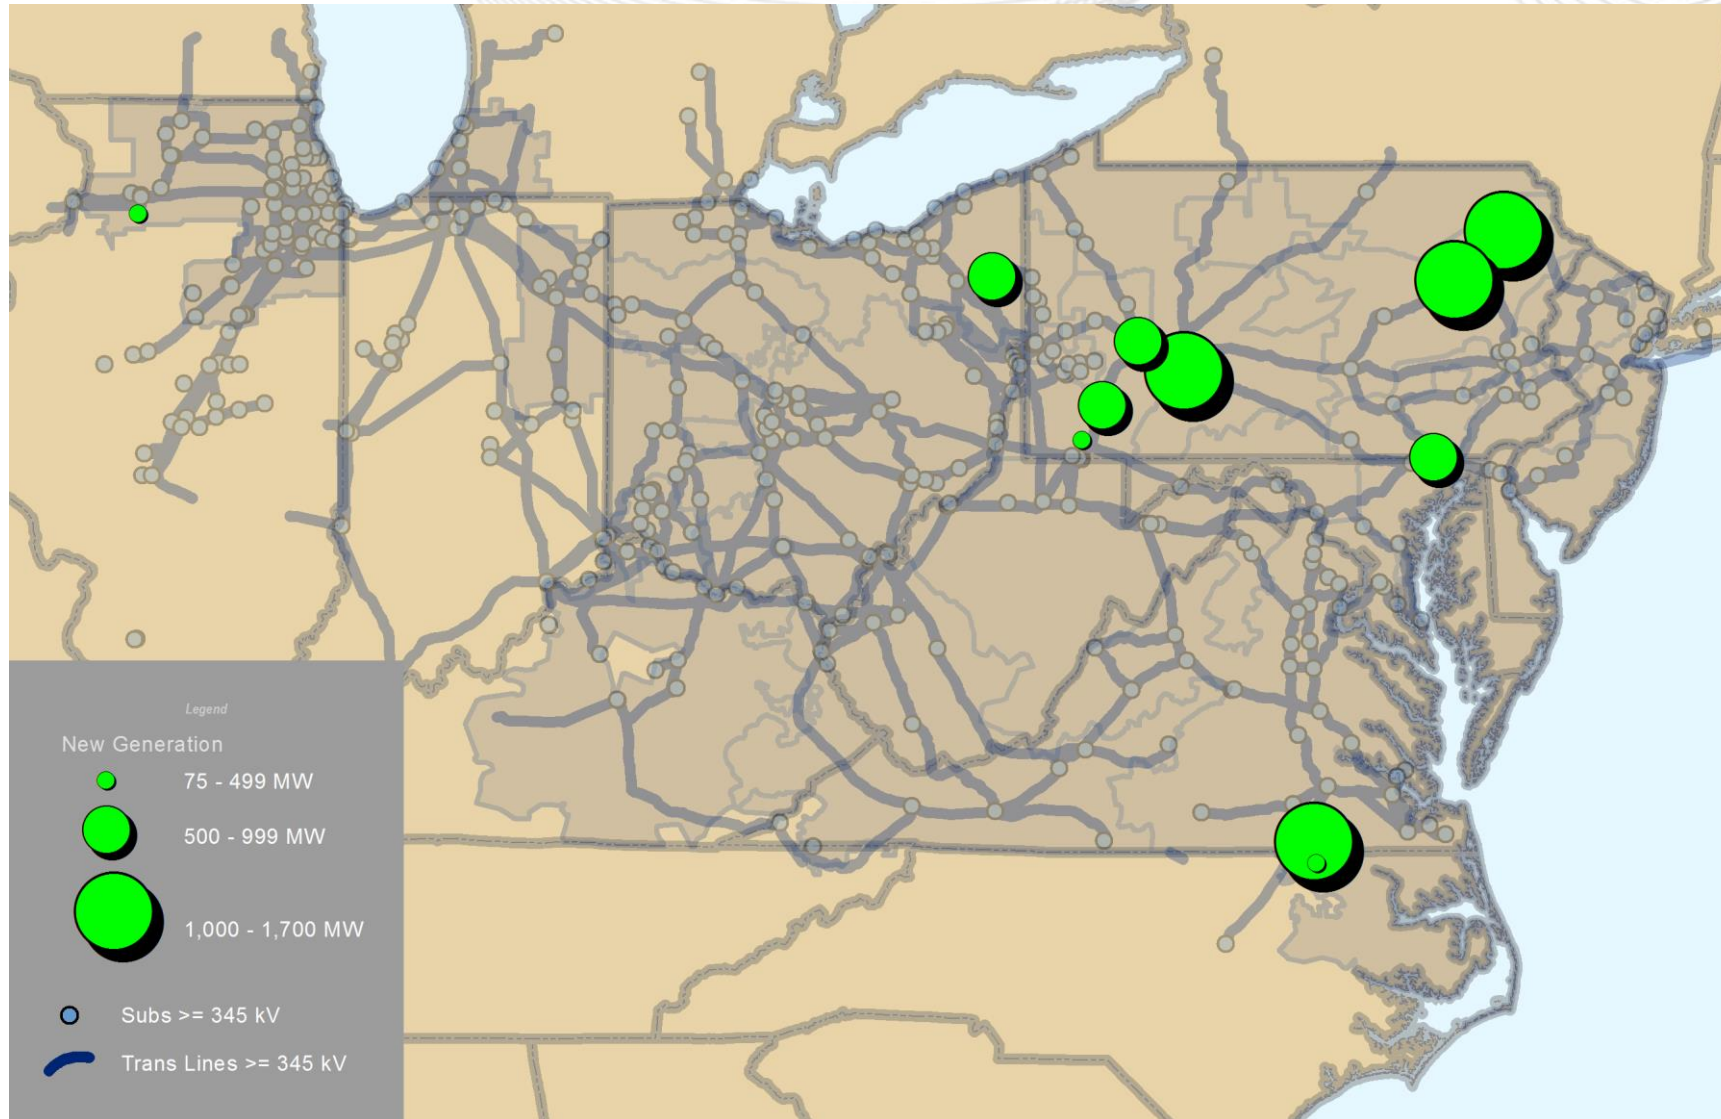 Legend
New Generation
75 - 499 MW
500 - 999 MW
1,000 - 1,700 MW
Subs >= 345 kV
Trans Lines >= 345 kV